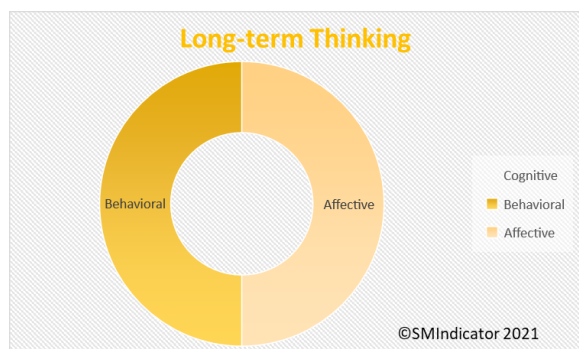 Long-term Thinking
Behavioral
Affective
Cognitive
Behavioral
Affective
©SMIndicator 2021